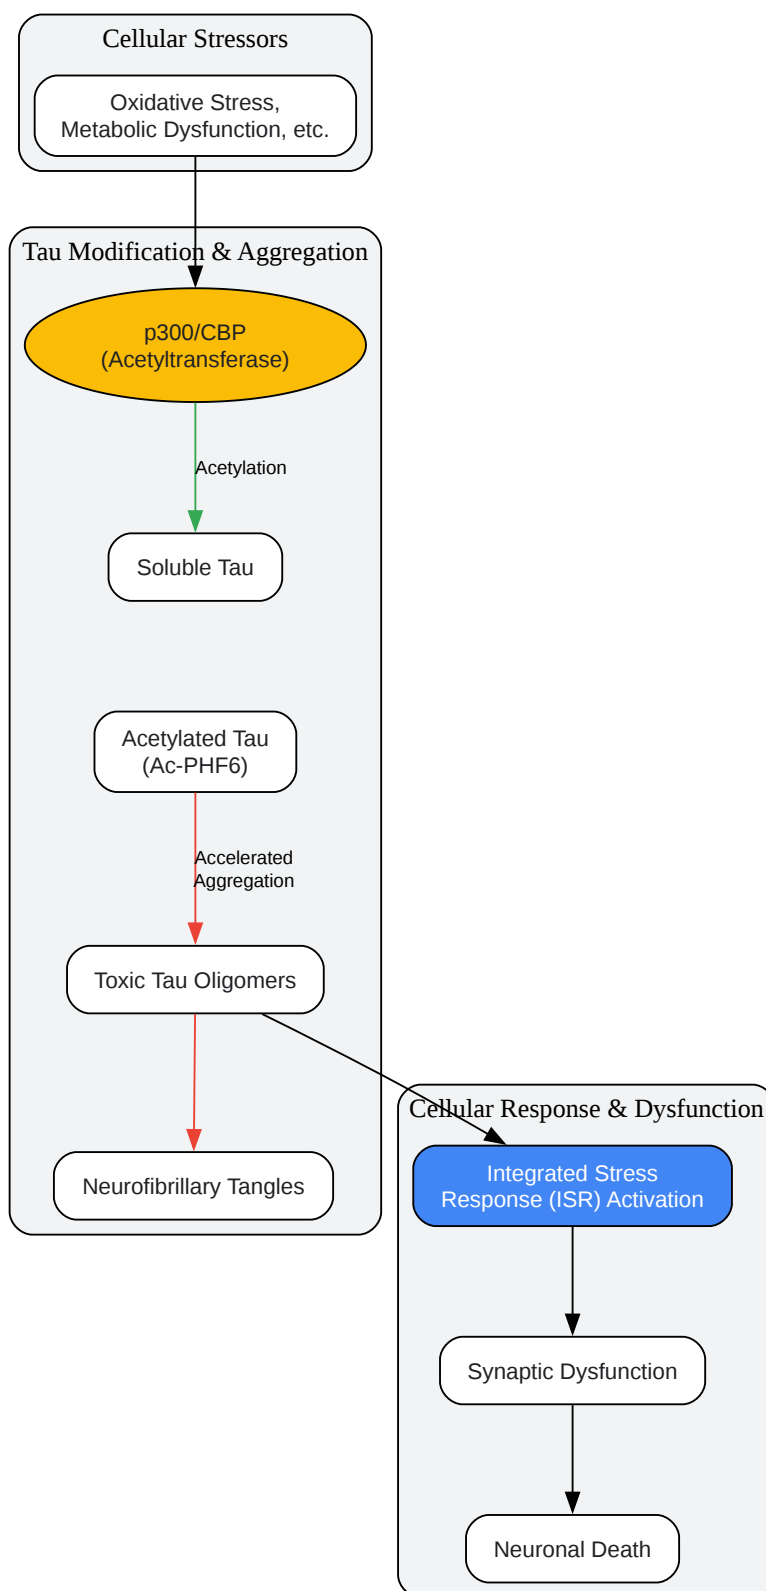 Cellular Stressors
Oxidative Stress,
Metabolic Dysfunction, etc.
Tau Modification & Aggregation
p300/CBP
(Acetyltransferase)
Acetylation
Soluble Tau
Acetylated Tau
(Ac-PHF6)
Accelerated
Aggregation
Toxic Tau Oligomers
Neurofibrillary Tangles
Cellular Response & Dysfunction
Integrated Stress
Response (ISR) Activation
Synaptic Dysfunction
Neuronal Death